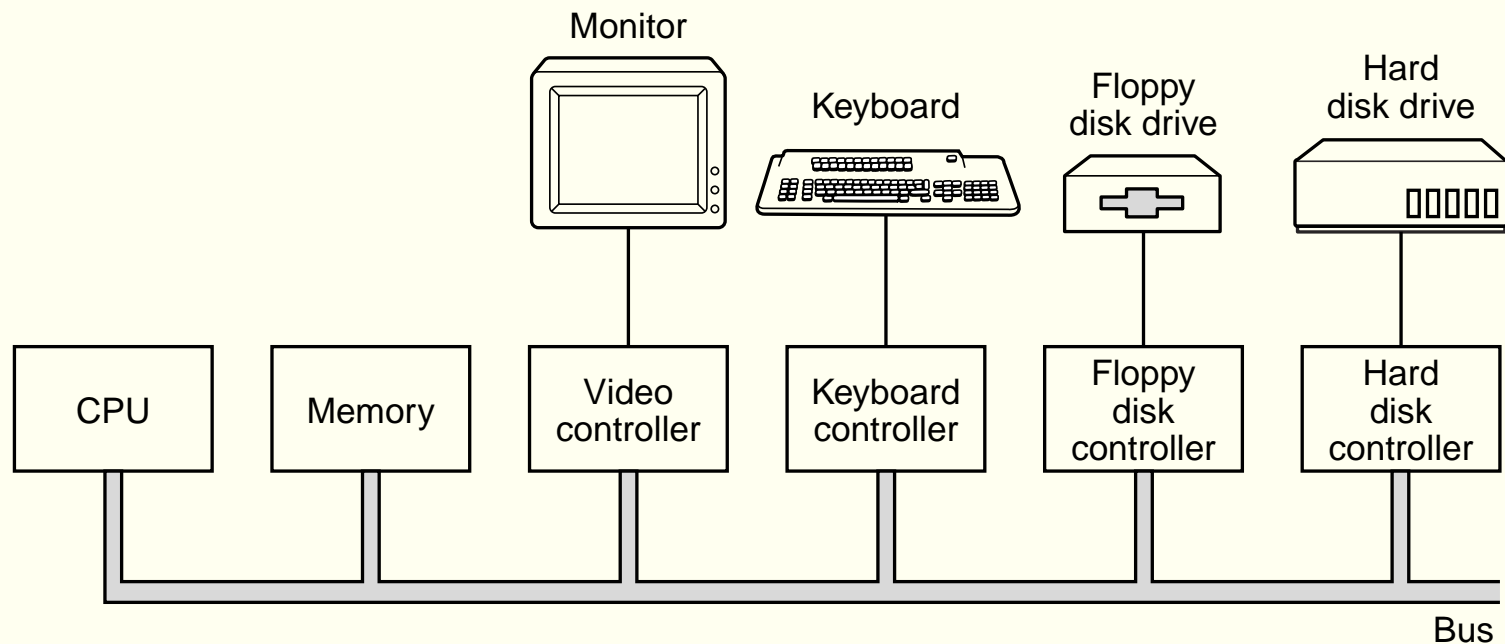 Monitor
Keyboard
Floppy
disk drive
Hard
disk drive
CPU
Memory
Video
controller
Keyboard
controller
Floppy
disk
controller
Hard
disk
controller
Bus